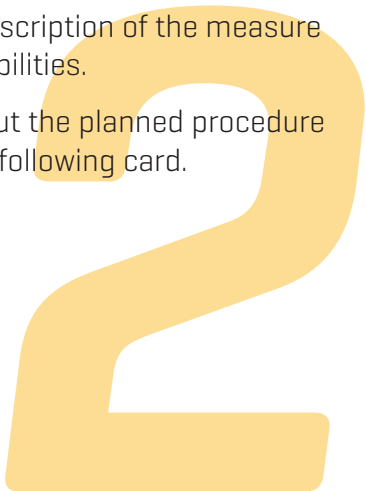 scription of the measure
bilities.
ut the planned procedure
following card.
2